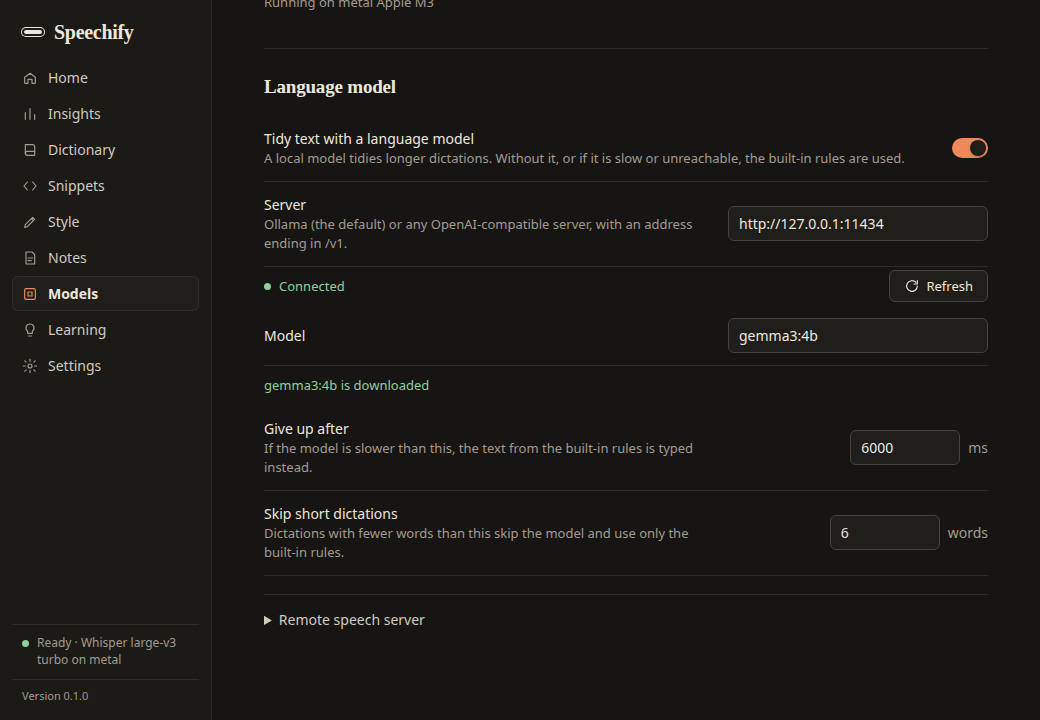 Running on metal Apple M3
Speechify
Home
Insights
Dictionary
Snippets
Style
Notes
Models
Learning
Settings
Ready · Whisper large-v3
turbo on metal
Version 0.1.0
Language model
Tidy text with a language model
A local model tidies longer dictations. Without it, or if it is slow or unreachable, the built-in rules are used.
Server
Ollama (the default) or any OpenAI-compatible server, with an address
ending in /v1.
http://127.0.0.1:11434
Connected
Refresh
Model
gemma3:4b
gemma3:4b is downloaded
Give up after
If the model is slower than this, the text from the built-in rules is typed
instead.
6000 ms
Skip short dictations
Dictations with fewer words than this skip the model and use only the
built-in rules.
6 words
Remote speech server